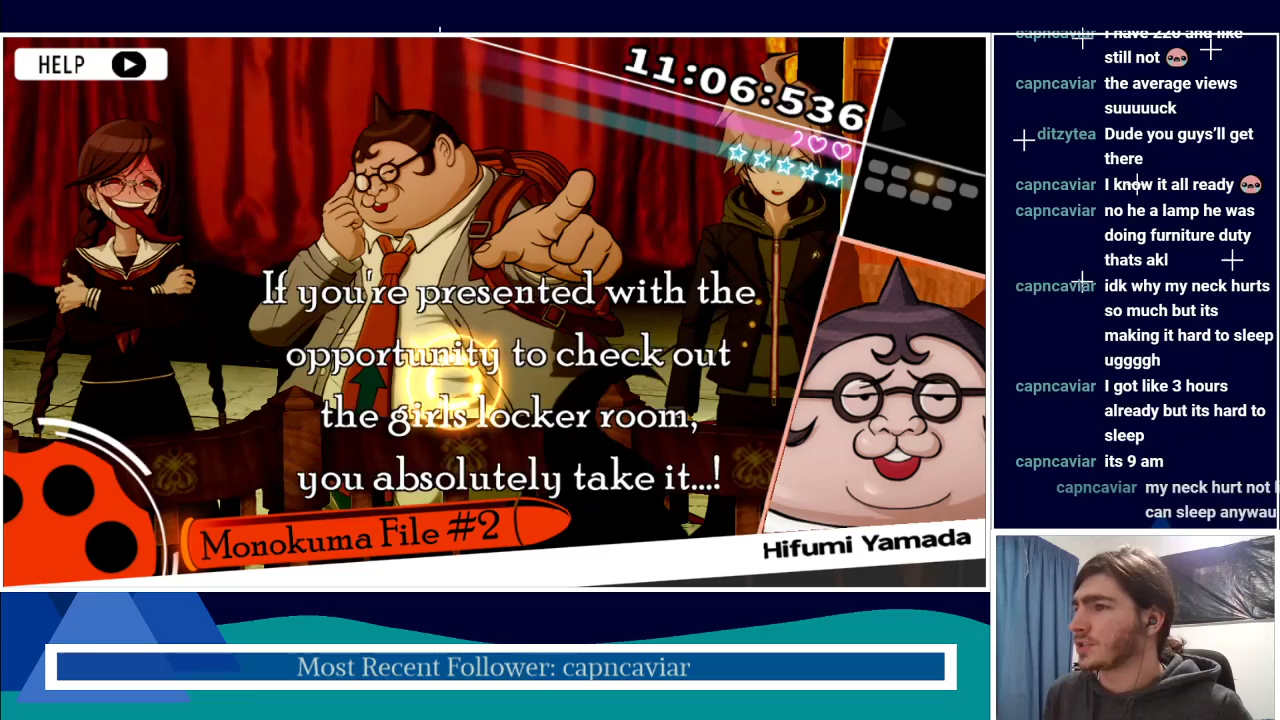 HELP
11:06:536
If you're presented with the
opportunity to check out
the girls locker room,
you absolutely take it...!
Monokuma File #2
Hifumi Yamada
capncaviar I have 220 and like
still not
capncaviar the average views
suuuuuck
ditzytea Dude you guys'll get
there
capncaviar I know it all ready
capncaviar no he a lamp he was
doing furniture duty
thats akl
capncaviar idk why my neck hurts
so much but its
making it hard to sleep
uggggh
capncaviar I got like 3 hours
already but its hard to
sleep
capncaviar its 9 am
capncaviar my neck hurt not
can sleep anywau
Most Recent Follower: capncaviar